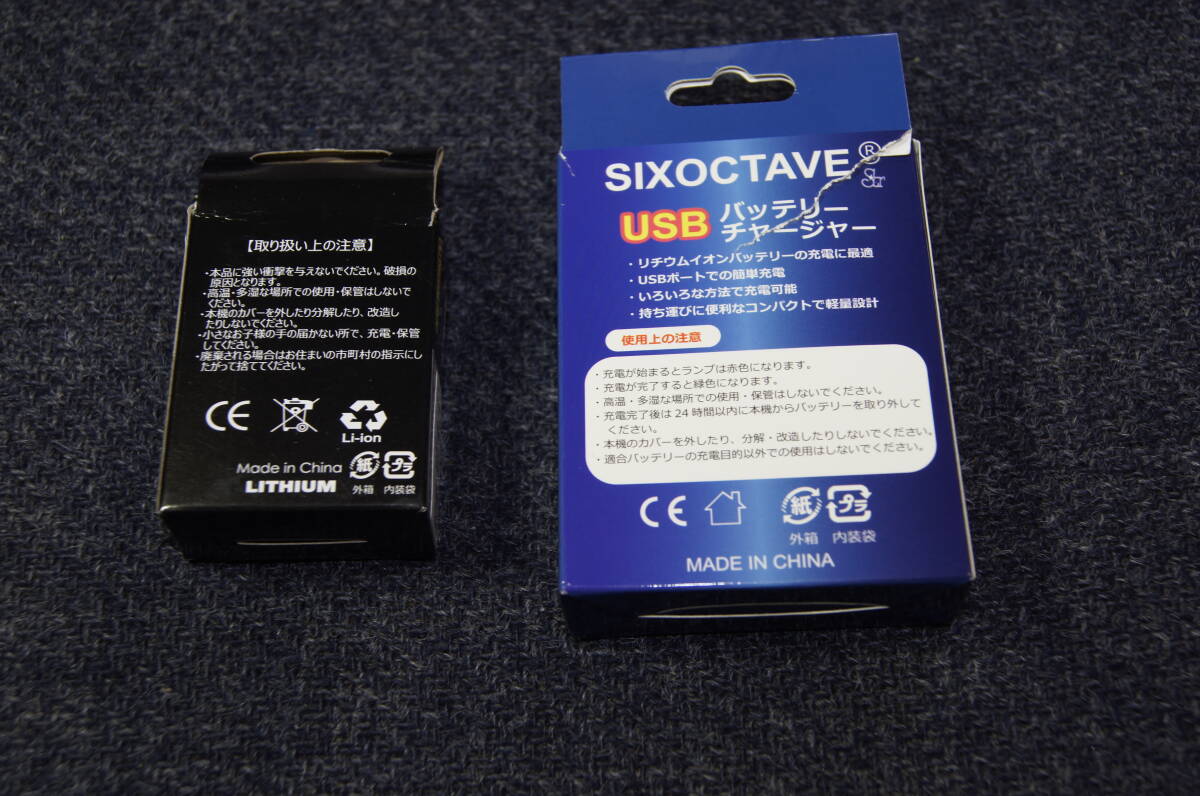 【取り扱い上の注意】
・本品に強い衝撃を与えないでください。破損の
原因となります。
・高温・多湿な場所での使用・保管はしないで
ください。
・本機のカバーを外したり分解したり、改造し
たりしないでください。
・小さなお子様の手の届かない所で、充電・保管
してください。
・廃棄される場合はお住まいの市町村の指示にし
たがって捨ててください。
CE
Li-ion
Made in China
LITHIUM
紙
プラ
外箱 内装袋
SIXOCTAVE®
Str
USB バッテリー
チャージャー
・リチウムイオンバッテリーの充電に最適
・USBポートでの簡単充電
・いろいろな方法で充電可能
・持ち運びに便利なコンパクトで軽量設計
使用上の注意
・充電が始まるとランプは赤色になります。
・充電が完了すると緑色になります。
・高温・多湿な場所での使用・保管はしないでください。
・充電完了後は 24 時間以内に本機からバッテリーを取り外して
ください。
・本機のカバーを外したり、分解・改造したりしないでください。
・適合バッテリーの充電目的以外での使用はしないでください。
CE
紙
プラ
外箱 内装袋
MADE IN CHINA